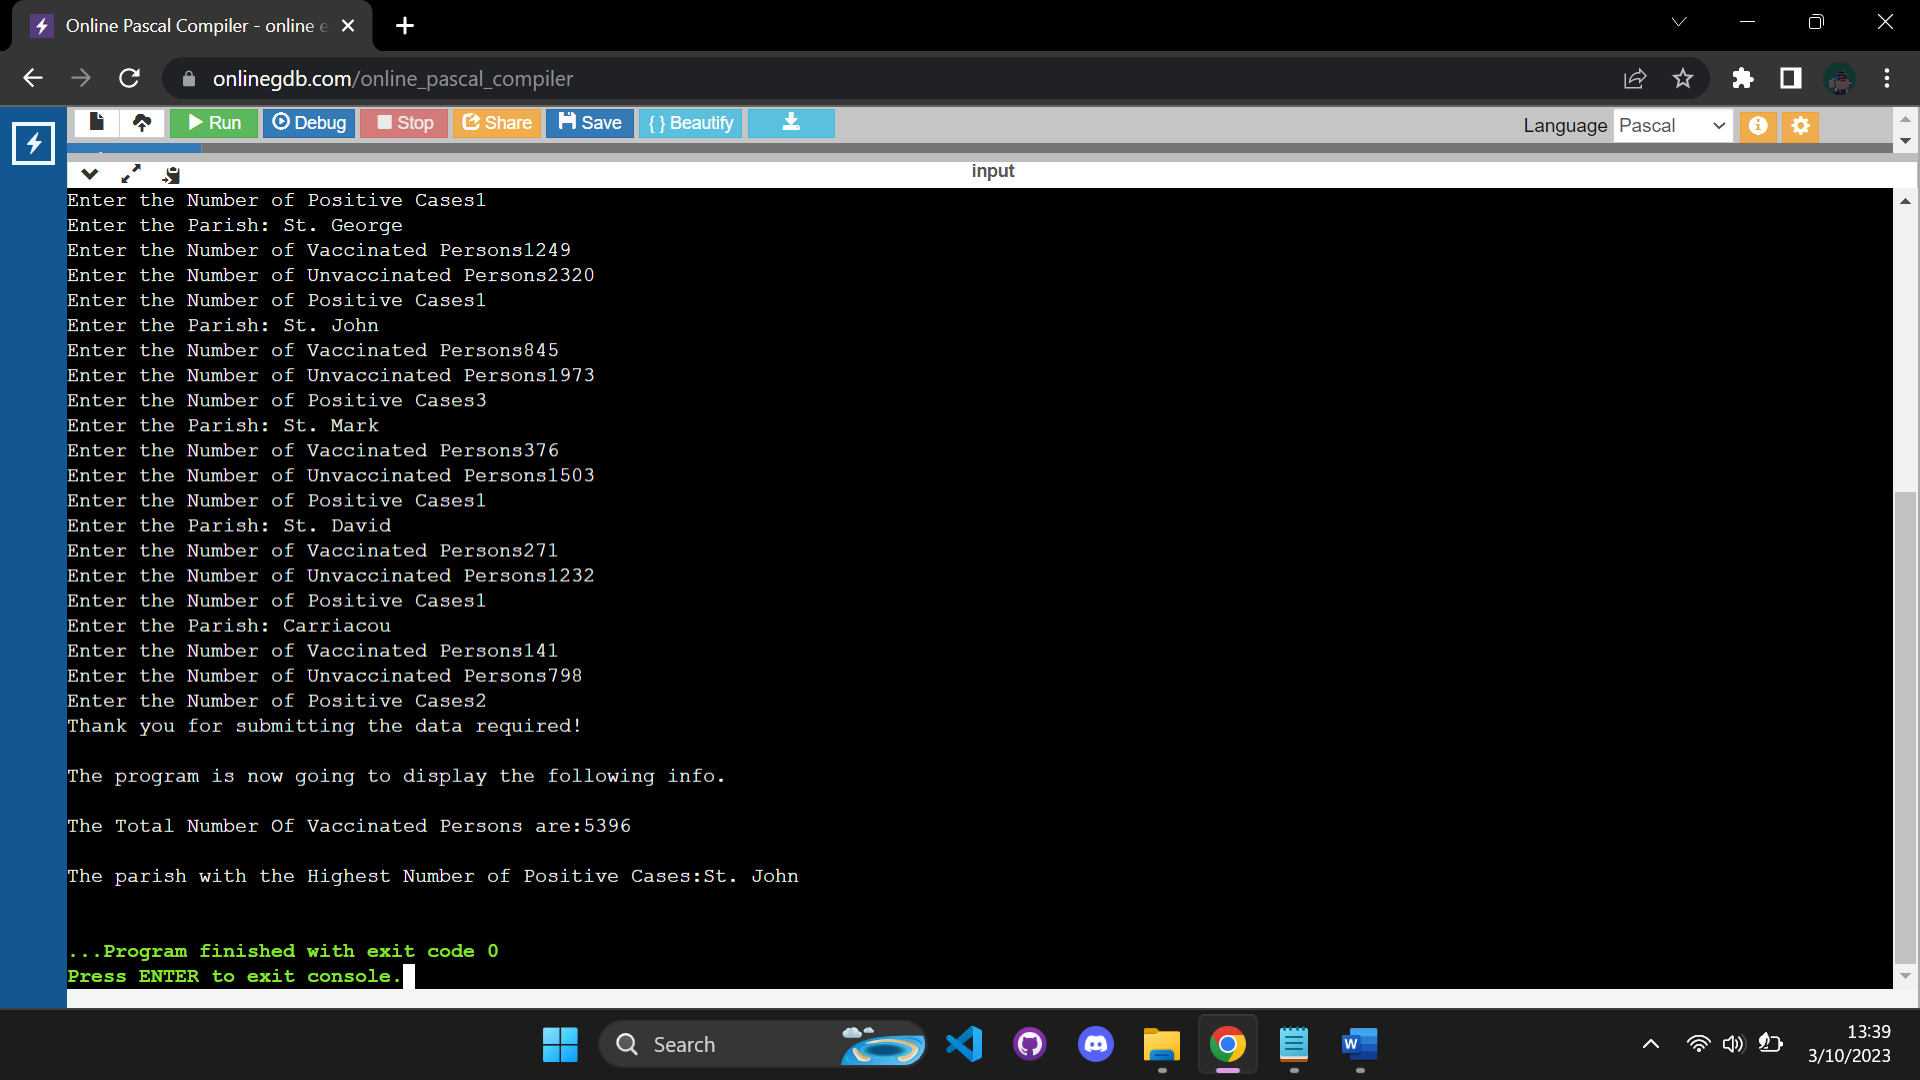 Online Pascal Compiler - online e
onlinegdb.com/online_pascal_compiler
Run
Debug
Stop
Share
Save
{ } Beautify
Language
Pascal
input
Enter the Number of Positive Cases1
Enter the Parish: St. George
Enter the Number of Vaccinated Persons1249
Enter the Number of Unvaccinated Persons2320
Enter the Number of Positive Cases1
Enter the Parish: St. John
Enter the Number of Vaccinated Persons845
Enter the Number of Unvaccinated Persons1973
Enter the Number of Positive Cases3
Enter the Parish: St. Mark
Enter the Number of Vaccinated Persons376
Enter the Number of Unvaccinated Persons1503
Enter the Number of Positive Cases1
Enter the Parish: St. David
Enter the Number of Vaccinated Persons271
Enter the Number of Unvaccinated Persons1232
Enter the Number of Positive Cases1
Enter the Parish: Carriacou
Enter the Number of Vaccinated Persons141
Enter the Number of Unvaccinated Persons798
Enter the Number of Positive Cases2
Thank you for submitting the data required!
The program is now going to display the following info.
The Total Number Of Vaccinated Persons are:5396
The parish with the Highest Number of Positive Cases:St. John
...Program finished with exit code 0
Press ENTER to exit console.
Search
W
13:39
3/10/2023